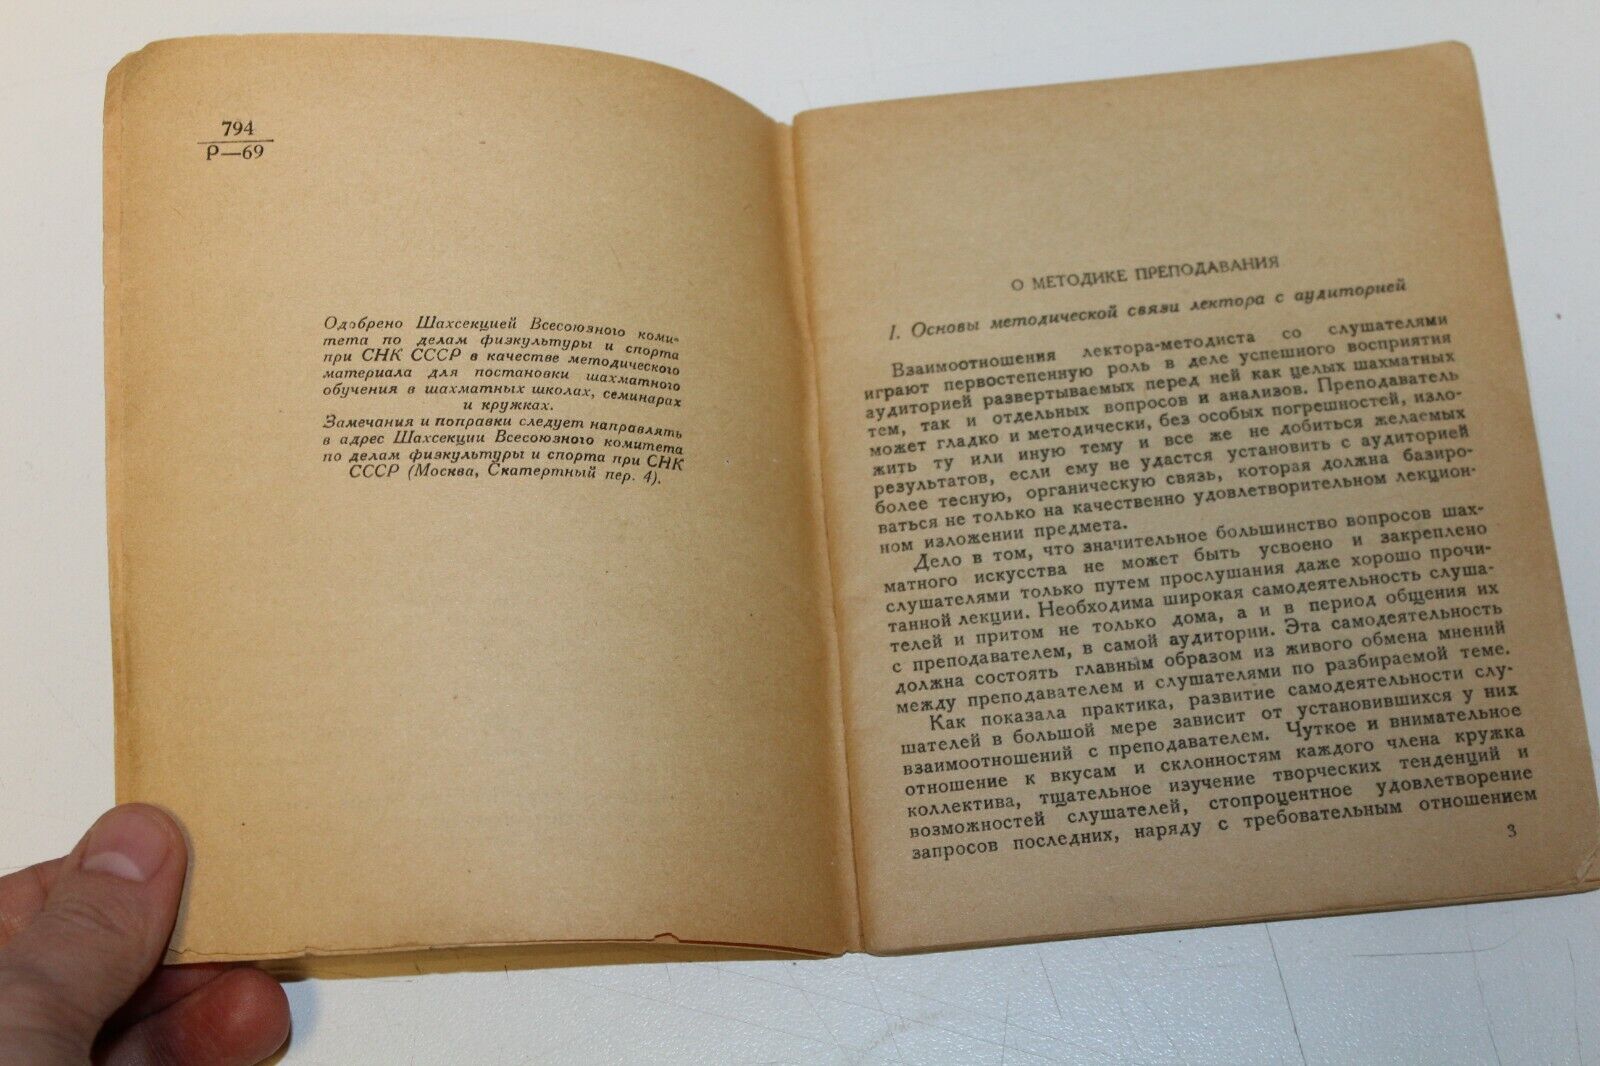 794
Р—69
Одобрено Шахсекцией Всесоюзного коми-
тета по делам физкультуры и спорта
при СНК СССР в качестве методического
материала для постановки шахматного
обучения в шахматных школах, семинарах
и кружках.
Замечания и поправки следует направлять
в адрес Шахсекции Всесоюзного комитета
по делам физкультуры и спорта при СНК
СССР (Москва, Скатертный пер. 4).
О МЕТОДИКЕ ПРЕПОДАВАНИЯ
I. Основы методической связи лектора с аудиторией
Взаимоотношения лектора-методиста со слушателями
играют первостепенную роль в деле успешного восприятия
аудиторией развертываемых перед ней как целых шахматных
тем, так и отдельных вопросов и анализов. Преподаватель
может гладко и методически, без особых погрешностей, изло-
жить ту или иную тему и все же не добиться желаемых
результатов, если ему не удастся установить с аудиторией
более тесную, органическую связь, которая должна базиро-
ваться не только на качественно удовлетворительном лекцион-
ном изложении предмета.
Дело в том, что значительное большинство вопросов шах-
матного искусства не может быть усвоено и закреплено
слушателями только путем прослушания даже хорошо прочи-
танной лекции. Необходима широкая самодеятельность слуша-
телей и притом не только дома, а и в период общения их
с преподавателем, в самой аудитории. Эта самодеятельность
должна состоять главным образом из живого обмена мнений
между преподавателем и слушателями по разбираемой теме.
Как показала практика, развитие самодеятельности слу-
шателей в большой мере зависит от установившихся у них
взаимоотношений с преподавателем. Чуткое и внимательное
отношение к вкусам и склонностям каждого члена кружка
коллектива, тщательное изучение творческих тенденций и
возможностей слушателей, стопроцентное удовлетворение
запросов последних, наряду с требовательным отношением
3